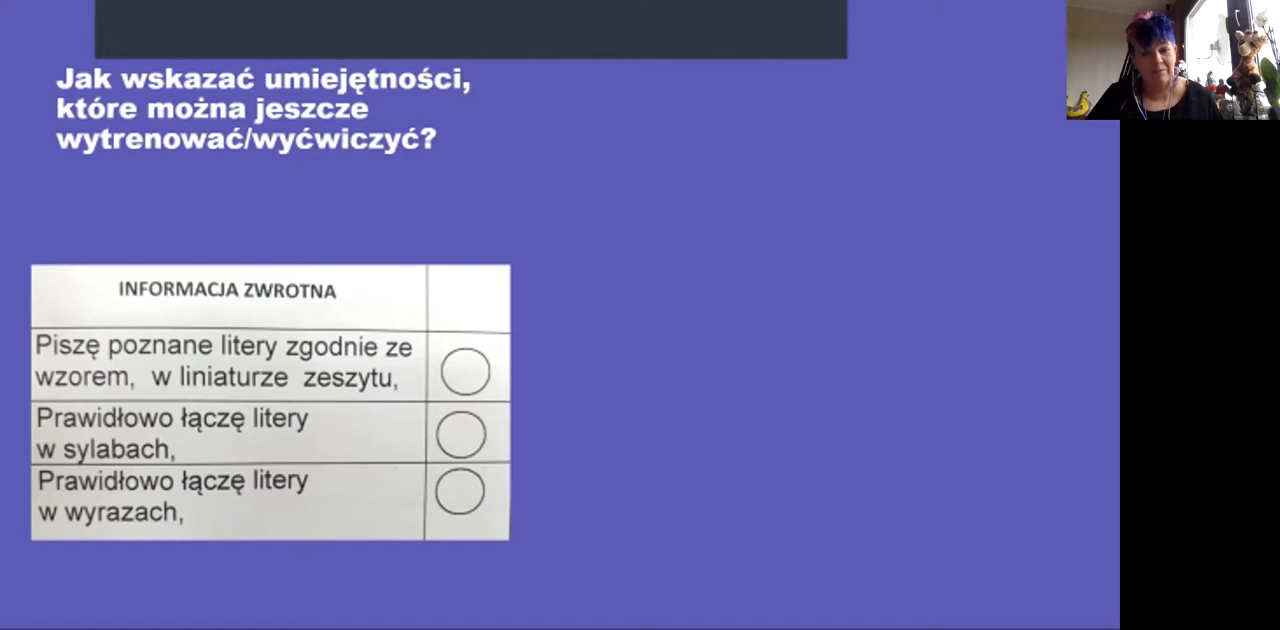 Jak wskazać umiejętności,
które można jeszcze
wytrenować/wyćwiczyć?
INFORMACJA ZWROTNA
Piszę poznane litery zgodnie ze
wzorem, w liniaturze zeszytu,
Prawidłowo łączę litery
w sylabach,
Prawidłowo łączę litery
w wyrazach,